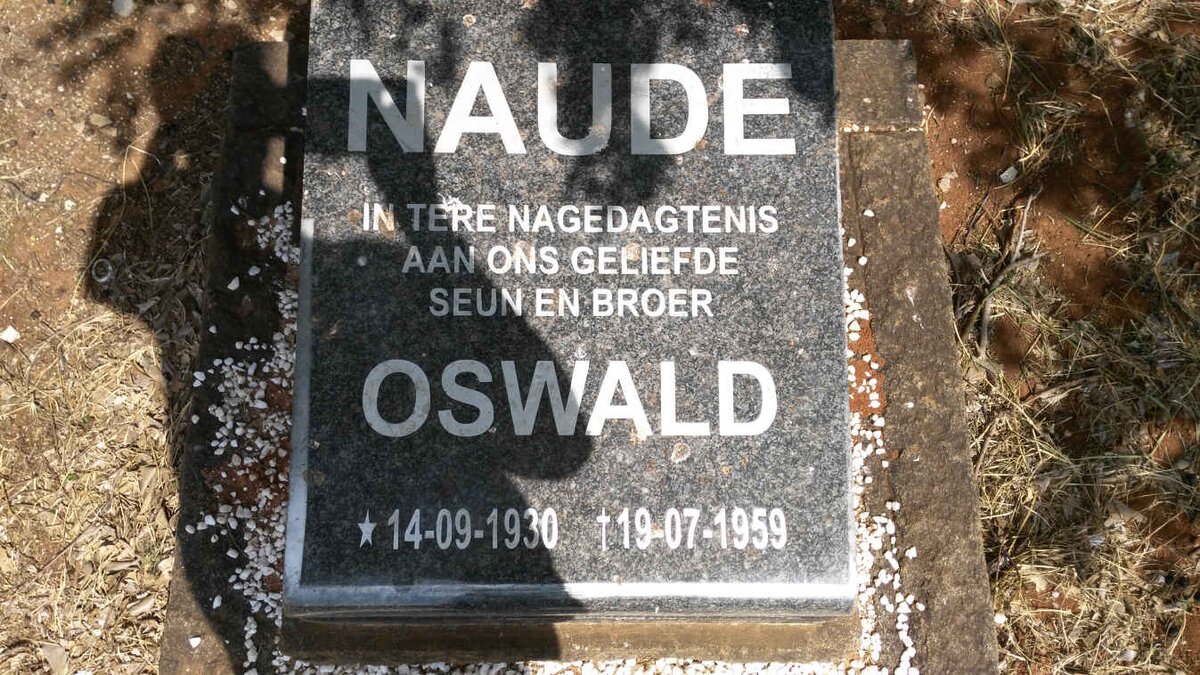 NAUDE
IN TERE NAGEDAGTENIS
AAN ONS GELIEFDE
SEUN EN BROER
OSWALD
★ 14-09-1930 †19-07-1959